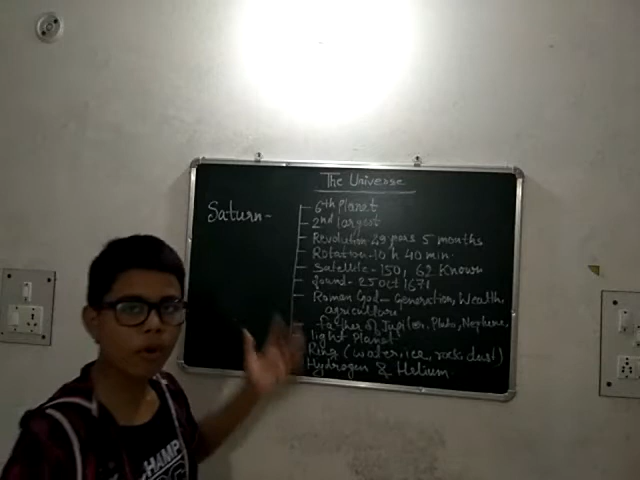 The Universe
Saturn-
6th Planet
2nd largest
Revolution 29 years 5 months
Rotation-10 h 40 min
Satellite-150, 62 Known
found-25 oct 1671
Roman God- Generiction, Wealth,
agriculture
father of Jupiter, Pluto, Neptune,
light Planet
Ring (water, ice, rock, dust)
Hydrogen & Helium
CHAMP